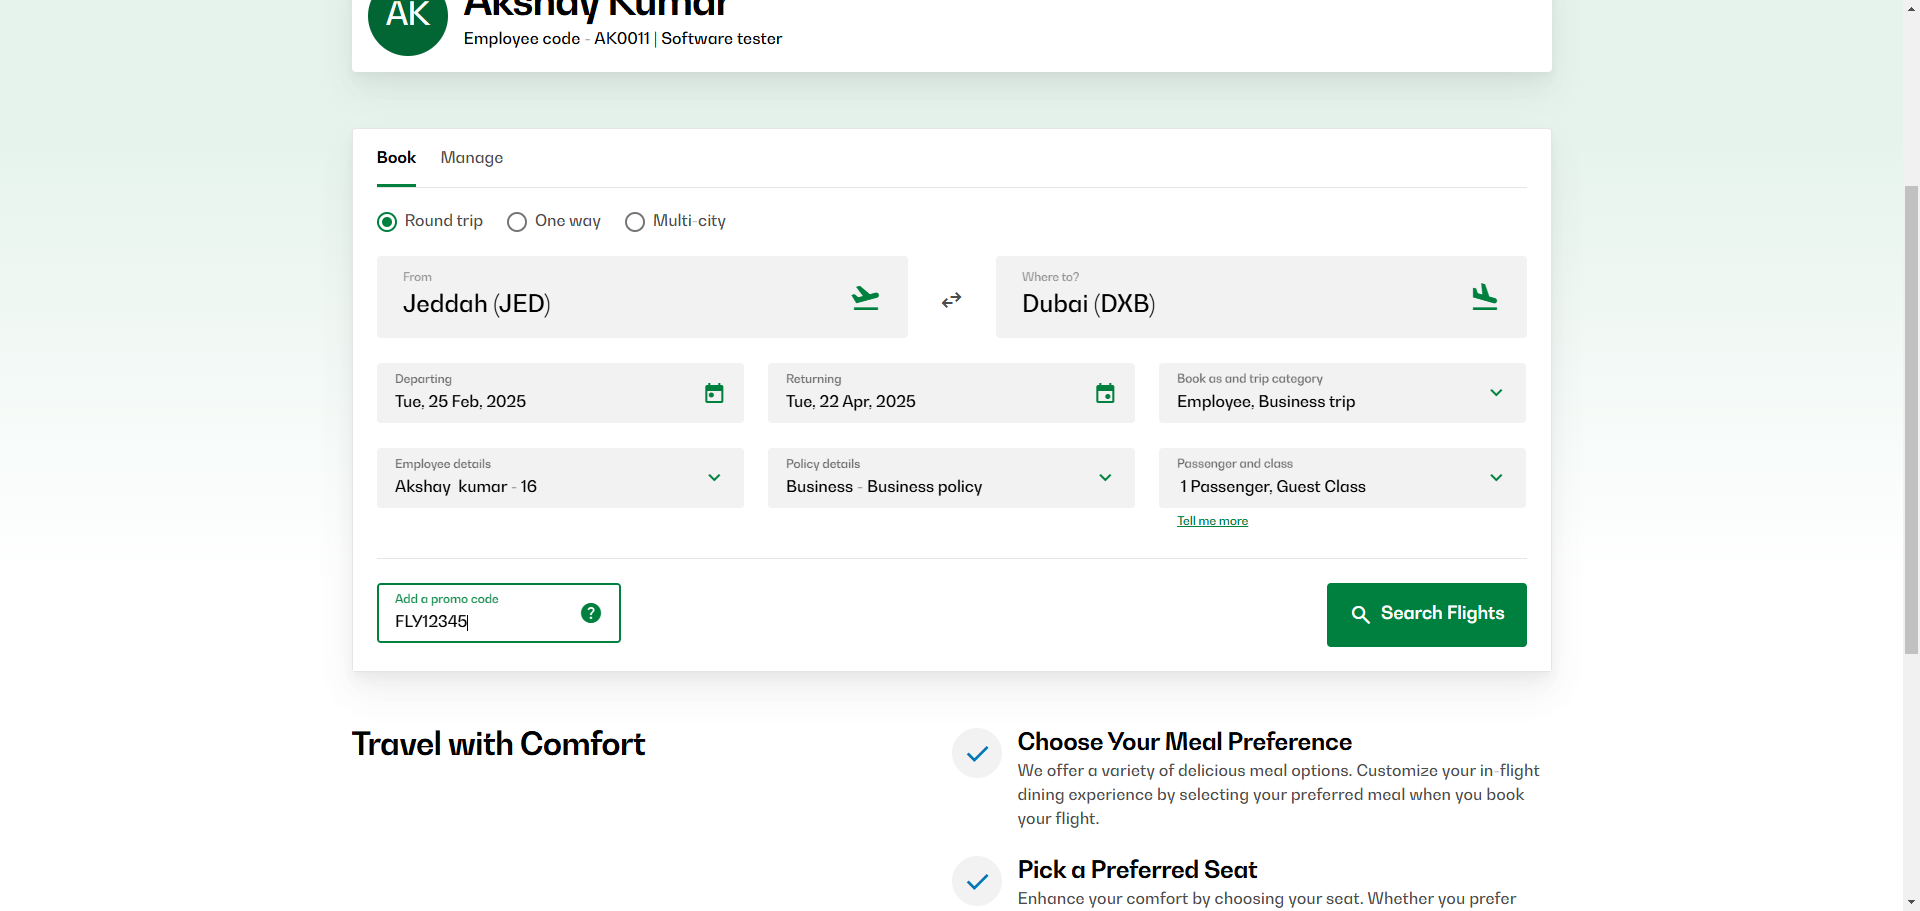 AK
Akshay Kumar
Employee code - AK0011 | Software tester
Book Manage
Round trip One way Multi-city
From
Jeddah (JED)
Where to?
Dubai (DXB)
Departing
Tue, 25 Feb, 2025
Returning
Tue, 22 Apr, 2025
Book as and trip category
Employee, Business trip
Employee details
Akshay  kumar - 16
Policy details
Business - Business policy
Passenger and class
1 Passenger, Guest Class
Tell me more
Add a promo code
FLY12345
?
Search Flights
Travel with Comfort
Choose Your Meal Preference
We offer a variety of delicious meal options. Customize your in-flight
dining experience by selecting your preferred meal when you book
your flight.
Pick a Preferred Seat
Enhance your comfort by choosing your seat. Whether you prefer